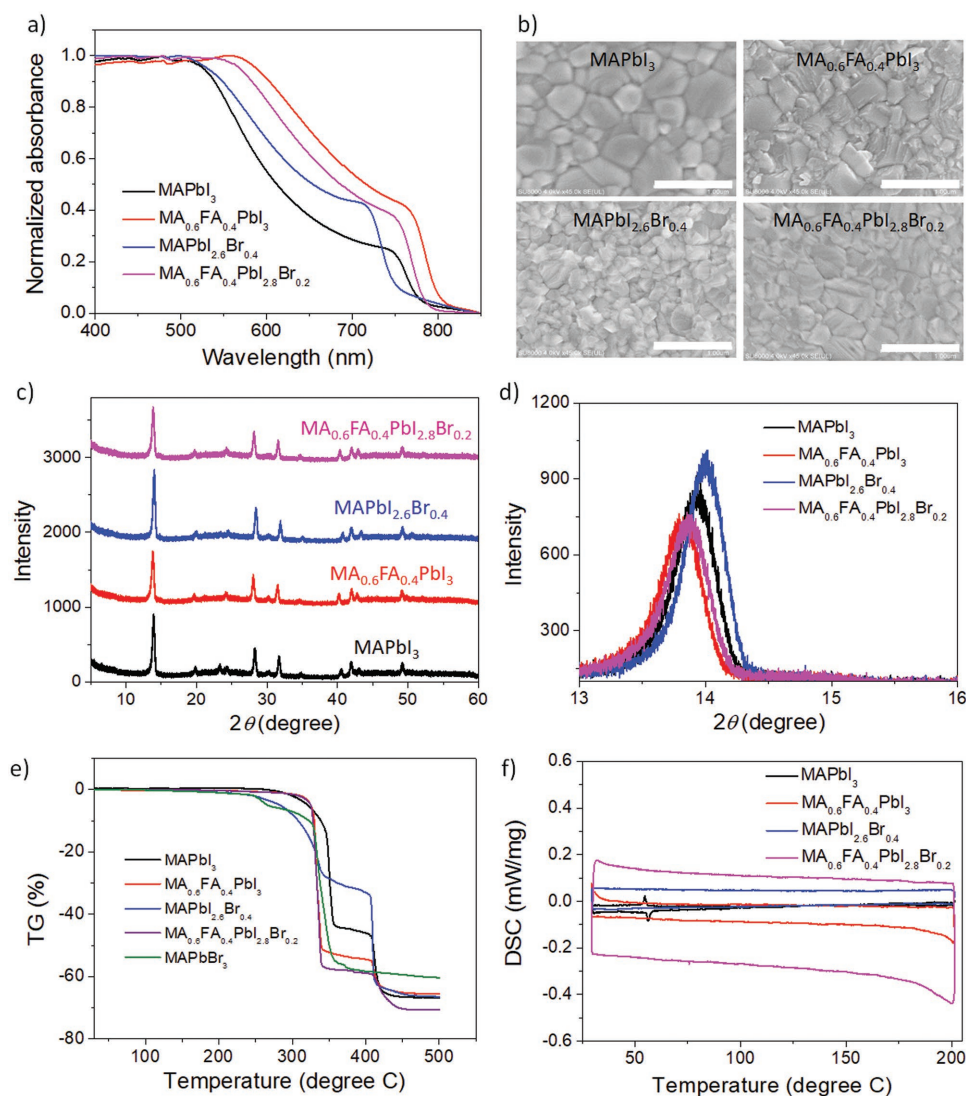 a)
1.0
0.8
0.6
0.4
0.2
0.0
Normalized absorbance
MAPbI₃
MA₀.₆FA₀.₄PbI₃
MAPbI₂.₆Br₀.₄
MA₀.₆FA₀.₄PbI₂.₈Br₀.₂
400 500 600 700 800
Wavelength (nm)
b)
MAPbI₃
MA₀.₆FA₀.₄PbI₃
MAPbI₂.₆Br₀.₄
MA₀.₆FA₀.₄PbI₂.₈Br₀.₂
c)
3000
2000
1000
0
Intensity
MA₀.₆FA₀.₄PbI₂.₈Br₀.₂
MAPbI₂.₆Br₀.₄
MA₀.₆FA₀.₄PbI₃
MAPbI₃
10 20 30 40 50 60
2θ (degree)
d)
1200
900
600
300
Intensity
MAPbI₃
MA₀.₆FA₀.₄PbI₃
MAPbI₂.₆Br₀.₄
MA₀.₆FA₀.₄PbI₂.₈Br₀.₂
13 14 15 16
2θ (degree)
e)
0
-20
-40
-60
-80
TG (%)
MAPbI₃
MA₀.₆FA₀.₄PbI₃
MAPbI₂.₆Br₀.₄
MA₀.₆FA₀.₄PbI₂.₈Br₀.₂
MAPbBr₃
100 200 300 400 500
Temperature (degree C)
f)
0.6
0.4
0.2
0.0
-0.2
-0.4
-0.6
DSC (mW/mg)
MAPbI₃
MA₀.₆FA₀.₄PbI₃
MAPbI₂.₆Br₀.₄
MA₀.₆FA₀.₄PbI₂.₈Br₀.₂
50 100 150 200
Temperature (degree C)